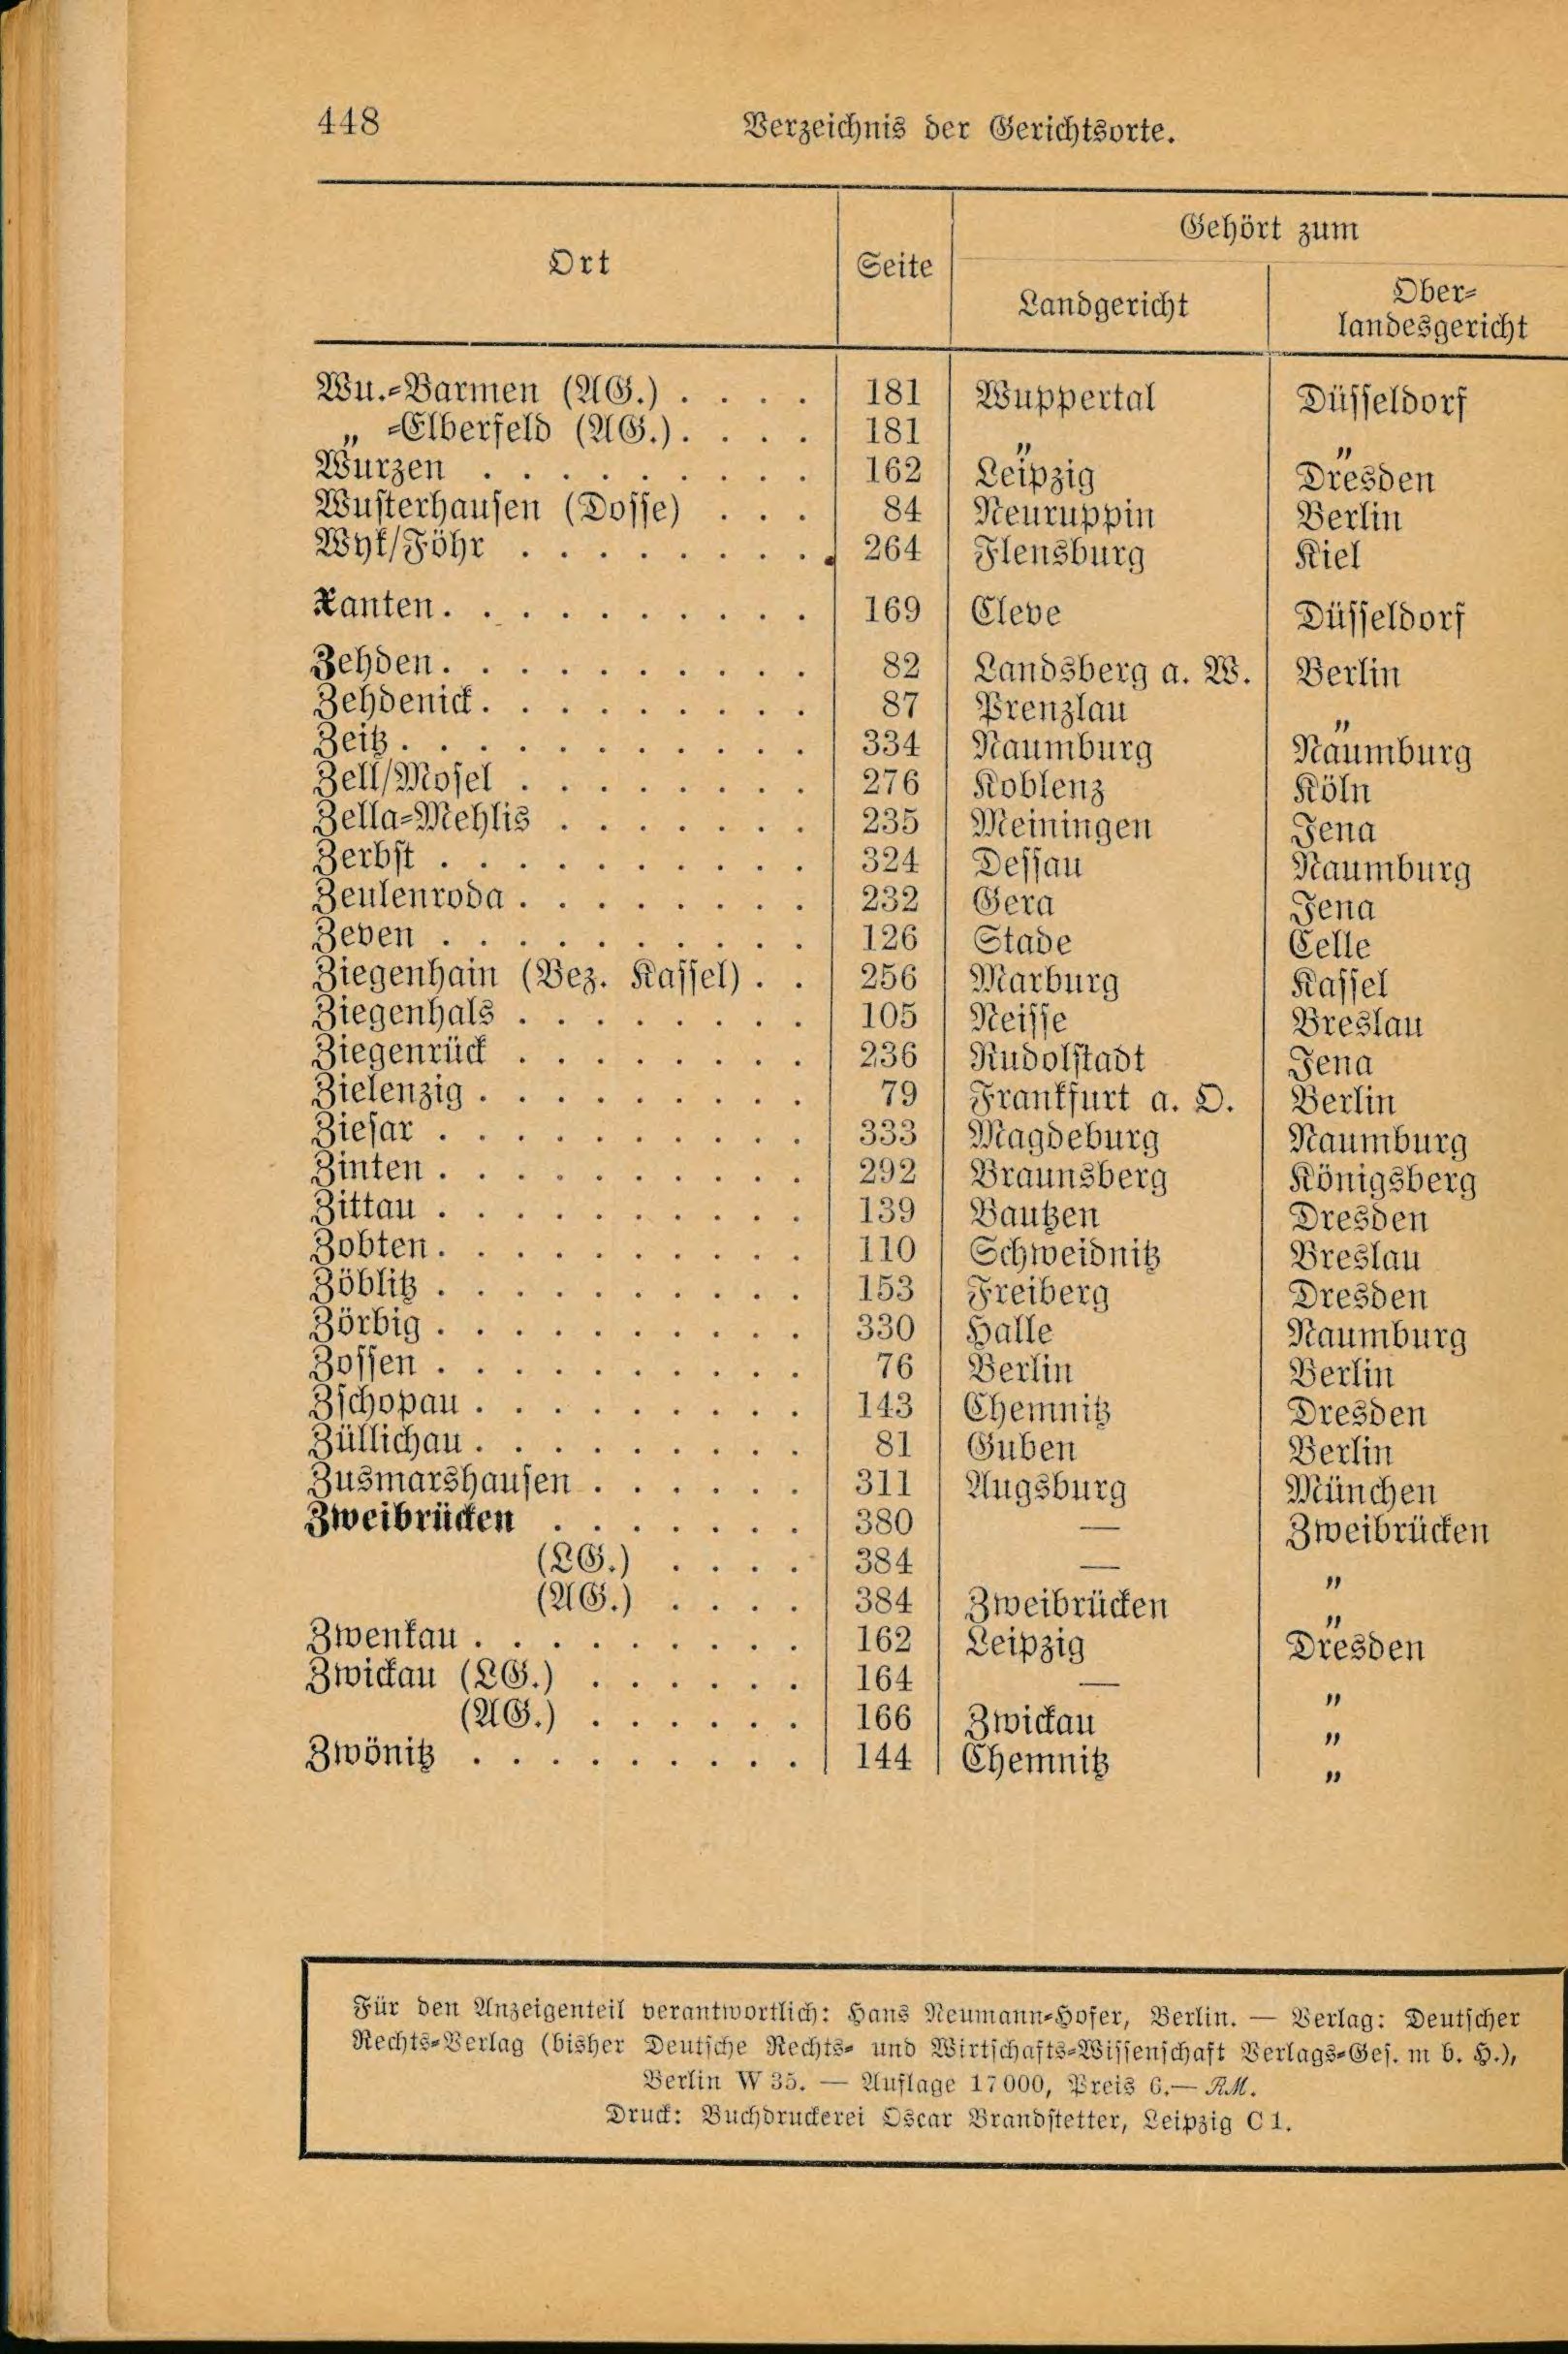 448
Verzeichnis der Gerichtsorte.
Ort Seite Gehört zum
Landgericht Ober-
landesgericht
Wu.-Barmen (AG.) . . . . 181 Wuppertal Düsseldorf
„ -Elberfeld (AG.) . . . . 181 „ „
Wurzen . . . . . . . . . 162 Leipzig Dresden
Wusterhausen (Dosse) . . . 84 Neuruppin Berlin
Wyk/Föhr . . . . . . . . 264 Flensburg Kiel
Xanten . . . . . . . . . . 169 Cleve Düsseldorf
Zehden . . . . . . . . . . 82 Landsberg a. W. Berlin
Zehdenick . . . . . . . . . 87 Prenzlau „
Zeitz . . . . . . . . . . . 334 Naumburg Naumburg
Zell/Mosel . . . . . . . . 276 Koblenz Köln
Zella-Mehlis . . . . . . . 235 Meiningen Jena
Zerbst . . . . . . . . . . 324 Dessau Naumburg
Zeulenroda . . . . . . . . 232 Gera Jena
Zeven . . . . . . . . . . 126 Stade Celle
Ziegenhain (Bez. Kassel) . . 256 Marburg Kassel
Ziegenhals . . . . . . . . 105 Neisse Breslau
Ziegenrück . . . . . . . . 236 Rudolstadt Jena
Zielenzig . . . . . . . . . 79 Frankfurt a. O. Berlin
Ziesar . . . . . . . . . . 333 Magdeburg Naumburg
Zinten . . . . . . . . . . 292 Braunsberg Königsberg
Zittau . . . . . . . . . . 139 Bautzen Dresden
Zobten . . . . . . . . . . 110 Schweidnitz Breslau
Zöblitz . . . . . . . . . . 153 Freiberg Dresden
Zörbig . . . . . . . . . . 330 Halle Naumburg
Zossen . . . . . . . . . . 76 Berlin Berlin
Zschopau . . . . . . . . . 143 Chemnitz Dresden
Züllichau . . . . . . . . . 81 Guben Berlin
Zusmarshausen . . . . . . 311 Augsburg München
Zweibrücken . . . . . . . 380 — Zweibrücken
(LG.) . . . . 384 — „
(AG.) . . . . 384 Zweibrücken „
Zwenkau . . . . . . . . . 162 Leipzig Dresden
Zwickau (LG.) . . . . . . 164 — „
(AG.) . . . . . . 166 Zwickau „
Zwönitz . . . . . . . . . 144 Chemnitz „
Für den Anzeigenteil verantwortlich: Hans Neumann-Hofer, Berlin. — Verlag: Deutscher
Rechts-Verlag (bisher Deutsche Rechts- und Wirtschafts-Wissenschaft Verlags-Ges. m b. H.),
Berlin W 35. — Auflage 17 000, Preis 6.— RM.
Druck: Buchdruckerei Oscar Brandstetter, Leipzig C 1.